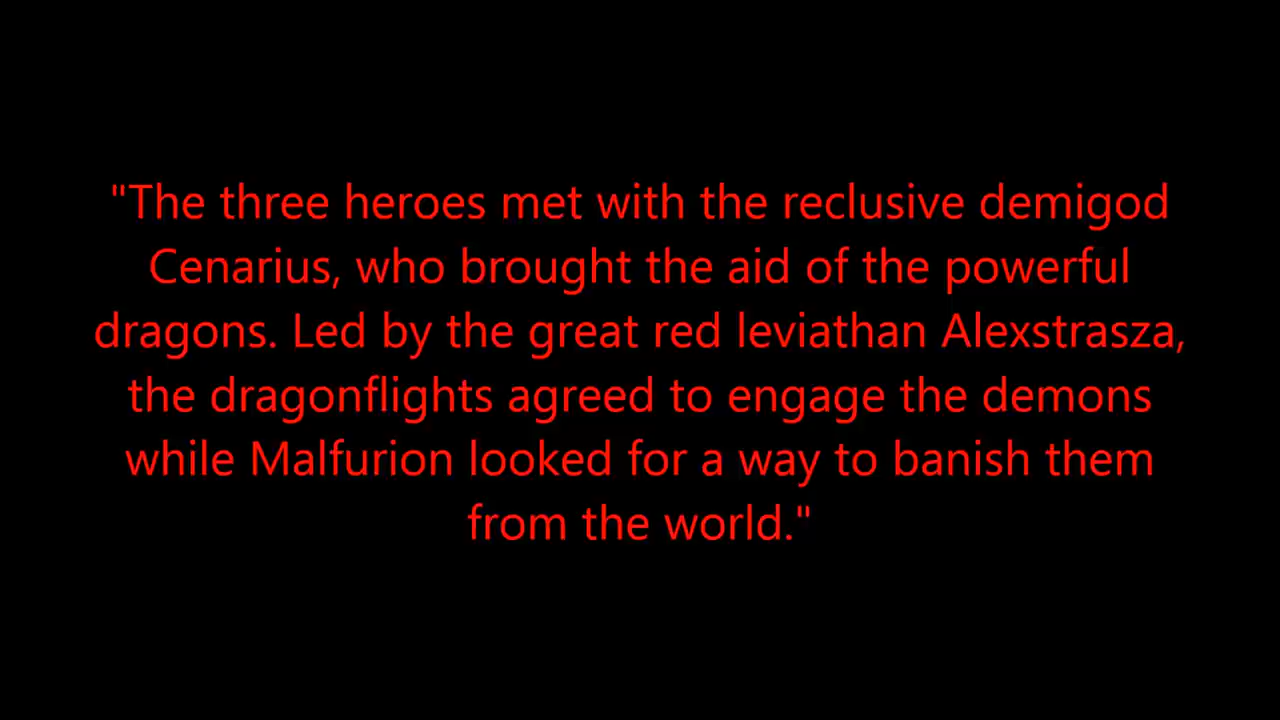 "The three heroes met with the reclusive demigod
Cenarius, who brought the aid of the powerful
dragons. Led by the great red leviathan Alexstrasza,
the dragonflights agreed to engage the demons
while Malfurion looked for a way to banish them
from the world."